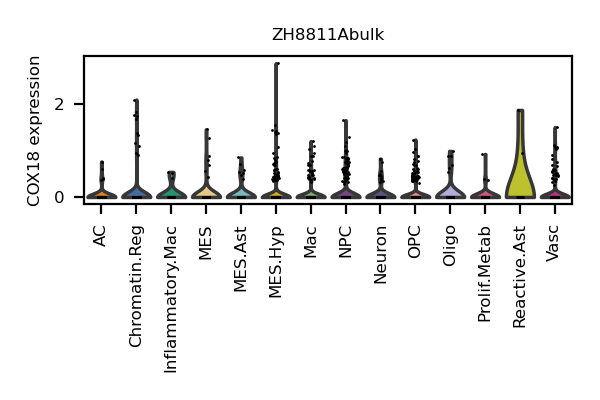 ZH8811Abulk
COX18 expression
2
0
AC
Chromatin.Reg
Inflammatory.Mac
MES
MES.Ast
MES.Hyp
Mac
NPC
Neuron
OPC
Oligo
Prolif.Metab
Reactive.Ast
Vasc